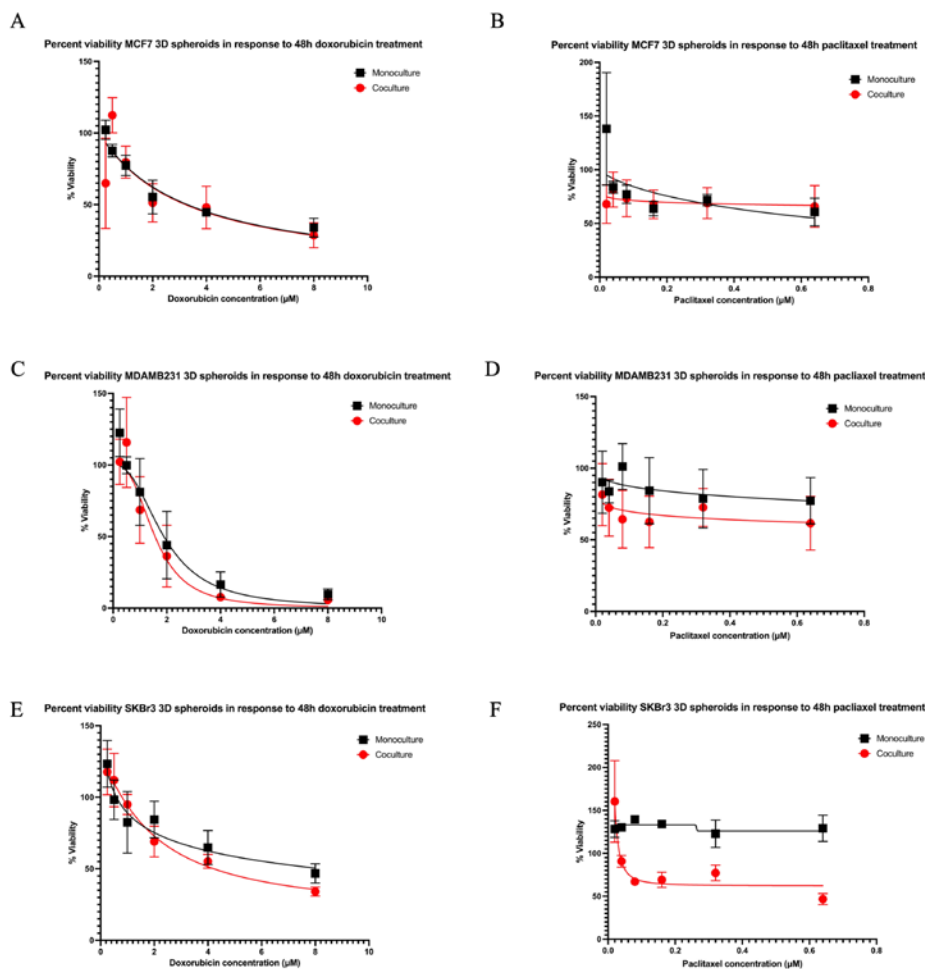 A
Percent viability MCF7 3D spheroids in response to 48h doxorubicin treatment
150
100
50
0
% Viability
0
2
4
6
8
10
Doxorubicin concentration (μM)
Monoculture
Coculture
B
Percent viability MCF7 3D spheroids in response to 48h paclitaxel treatment
200
150
100
50
0
% Viability
0.0
0.2
0.4
0.6
0.8
Paclitaxel concentration (μM)
Monoculture
Coculture
C
Percent viability MDAMB231 3D spheroids in response to 48h doxorubicin treatment
150
100
50
0
% Viability
0
2
4
6
8
10
Doxorubicin concentration (μM)
Monoculture
Coculture
D
Percent viability MDAMB231 3D spheroids in response to 48h pacliaxel treatment
150
100
50
0
% Viability
0.0
0.2
0.4
0.6
0.8
Paclitaxel concentration (μM)
Monoculture
Coculture
E
Percent viability SKBr3 3D spheroids in response to 48h doxorubicin treatment
150
100
50
0
% Viability
0
2
4
6
8
10
Doxorubicin concentration (μM)
Monoculture
Coculture
F
Percent viability SKBr3 3D spheroids in response to 48h pacliaxel treatment
250
200
150
100
50
0
% Viability
0.0
0.2
0.4
0.6
0.8
Paclitaxel concentration (μM)
Monoculture
Coculture